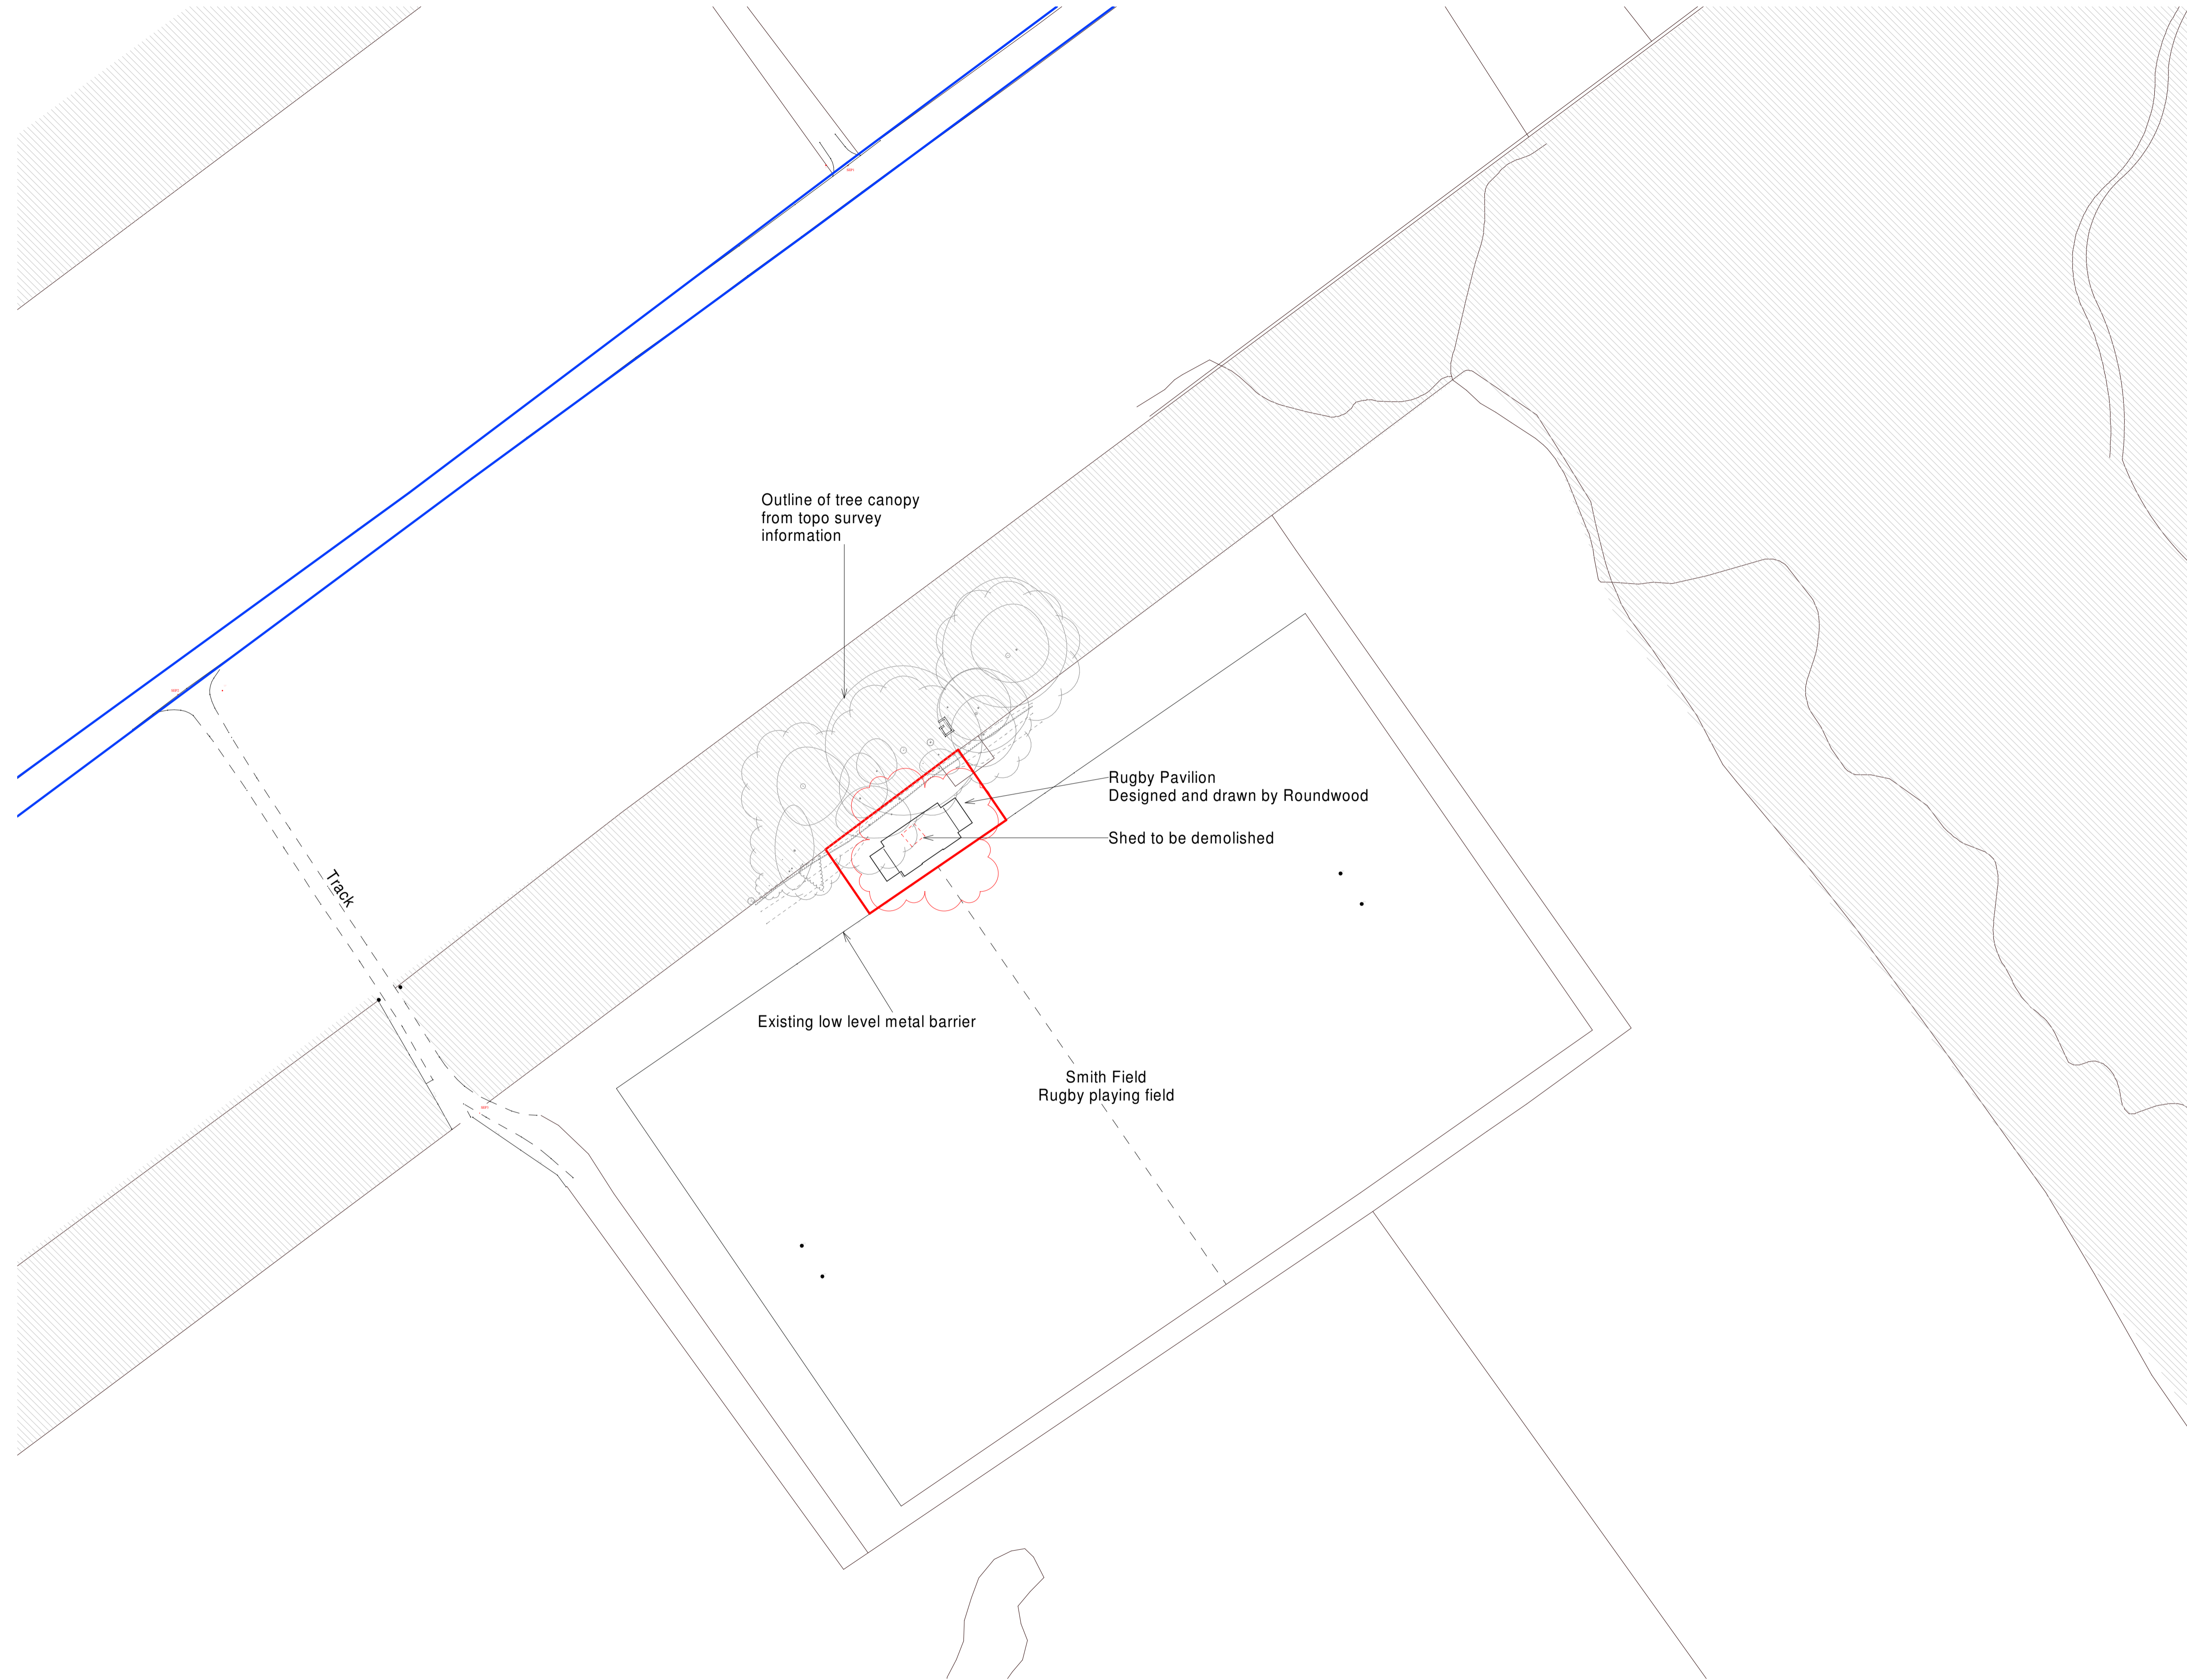 Outline of tree canopy
from topo survey
information
Rugby Pavilion
Designed and drawn by Roundwood
Shed to be demolished
Track
Existing low level metal barrier
Smith Field
Rugby playing field